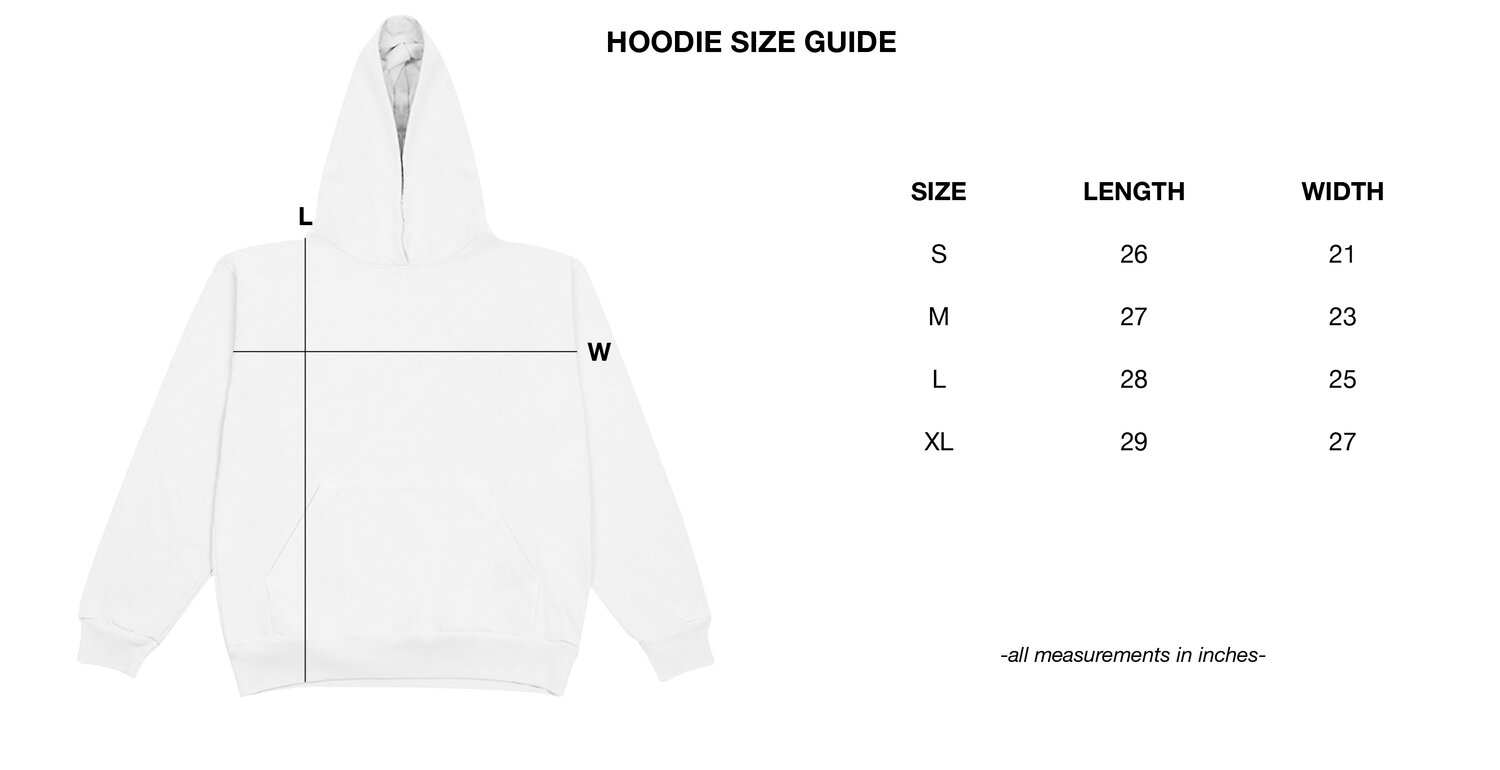 HOODIE SIZE GUIDE
L
W
SIZE LENGTH WIDTH
S 26 21
M 27 23
L 28 25
XL 29 27
-all measurements in inches-